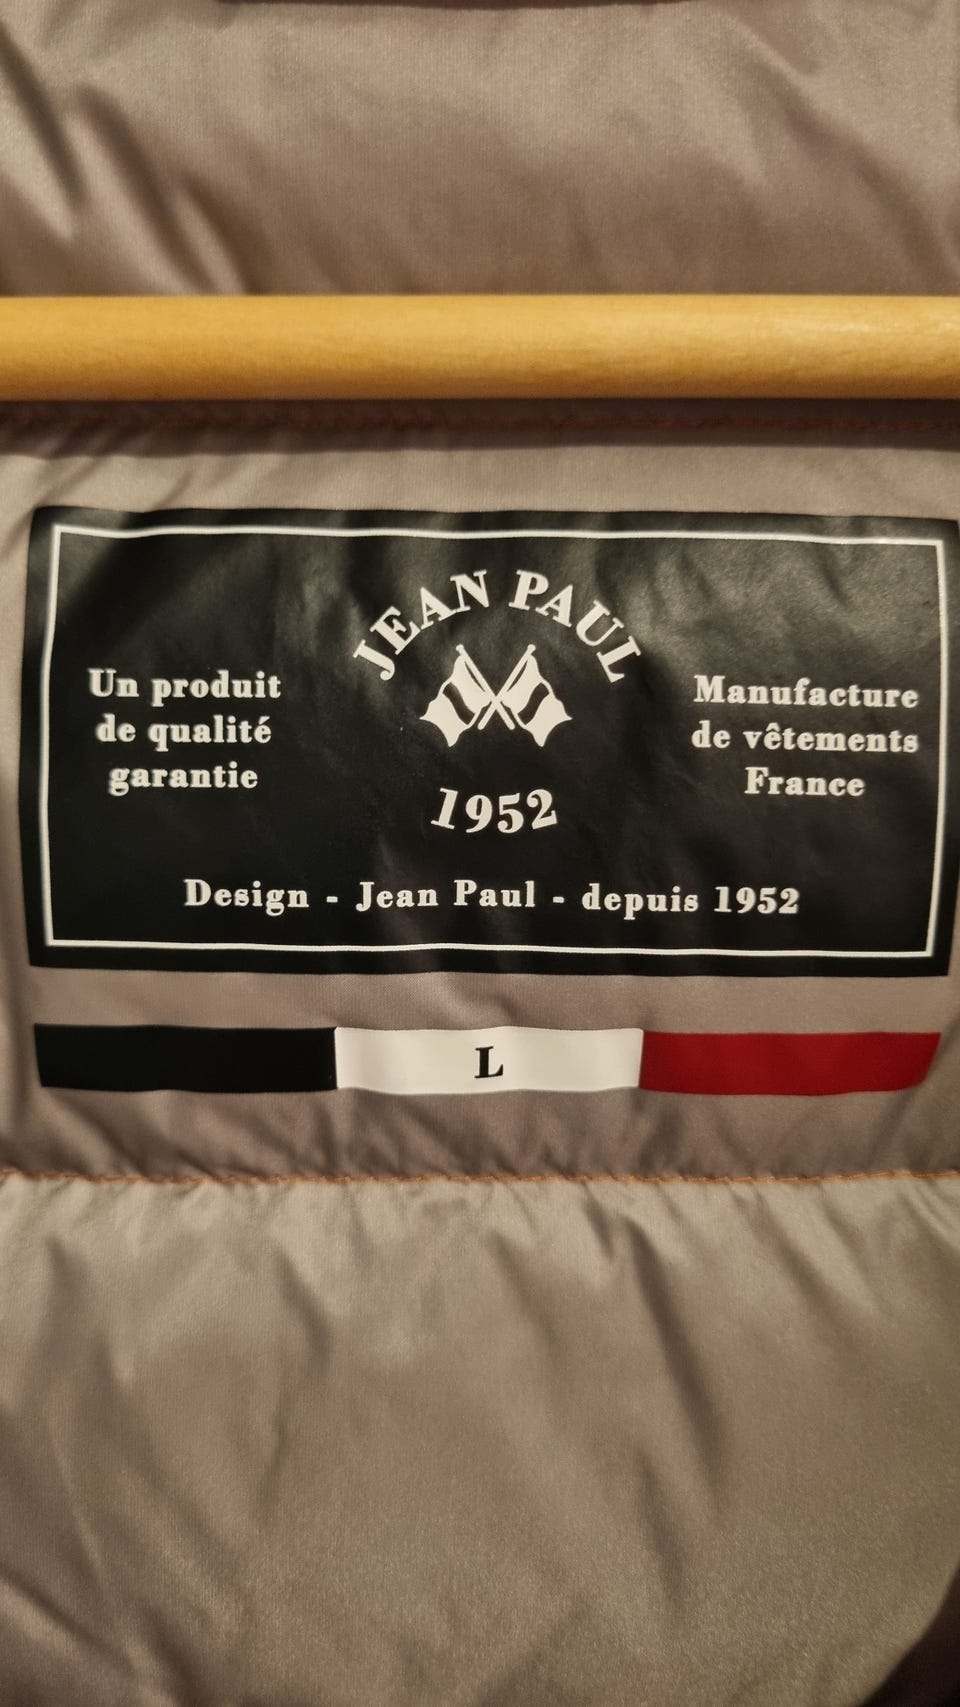 JEAN PAUL
Un produit
de qualité
garantie
Manufacture
de vêtements
France
1952
Design - Jean Paul - depuis 1952
L